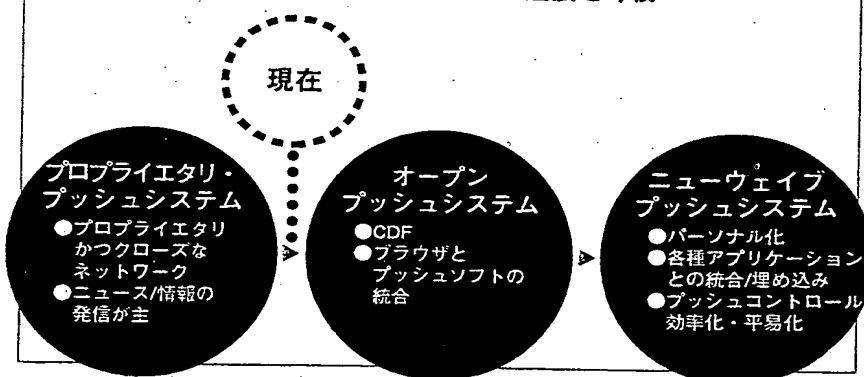 現在
プロプライエタリ・
プッシュシステム
●プロプライエタリ
かつクローズな
ネットワーク
●ニュース/情報の
発信が主
オープン
プッシュシステム
●CDF
●ブラウザと
プッシュソフトの
統合
ニューウェイブ
プッシュシステム
●パーソナル化
●各種アプリケーション
との統合/埋め込み
●プッシュコントロール
効率化・平易化